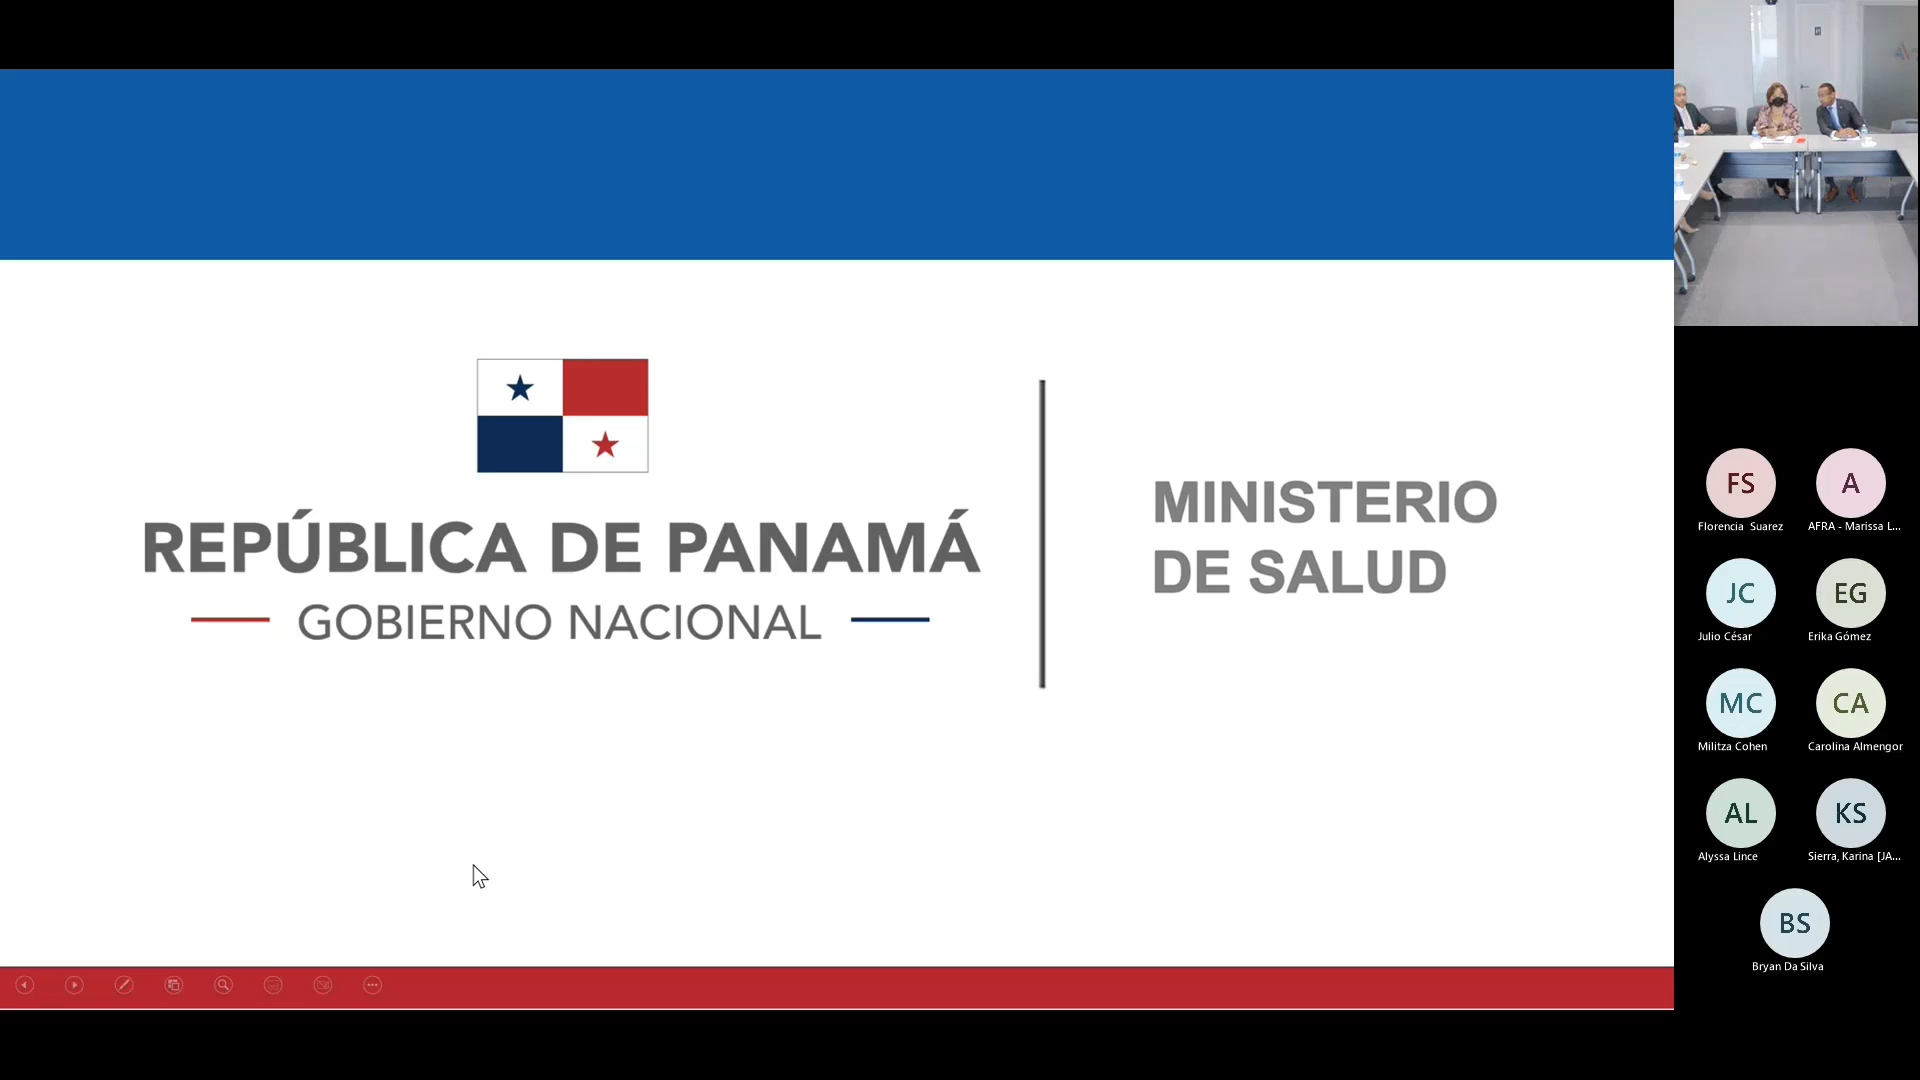 REPÚBLICA DE PANAMÁ
GOBIERNO NACIONAL
MINISTERIO
DE SALUD
FS
Florencia Suarez
A
AFRA - Marissa L...
JC
Julio César
EG
Erika Gómez
MC
Militza Cohen
CA
Carolina Almengor
AL
Alyssa Lince
KS
Sierra, Karina [JA...
BS
Bryan Da Silva